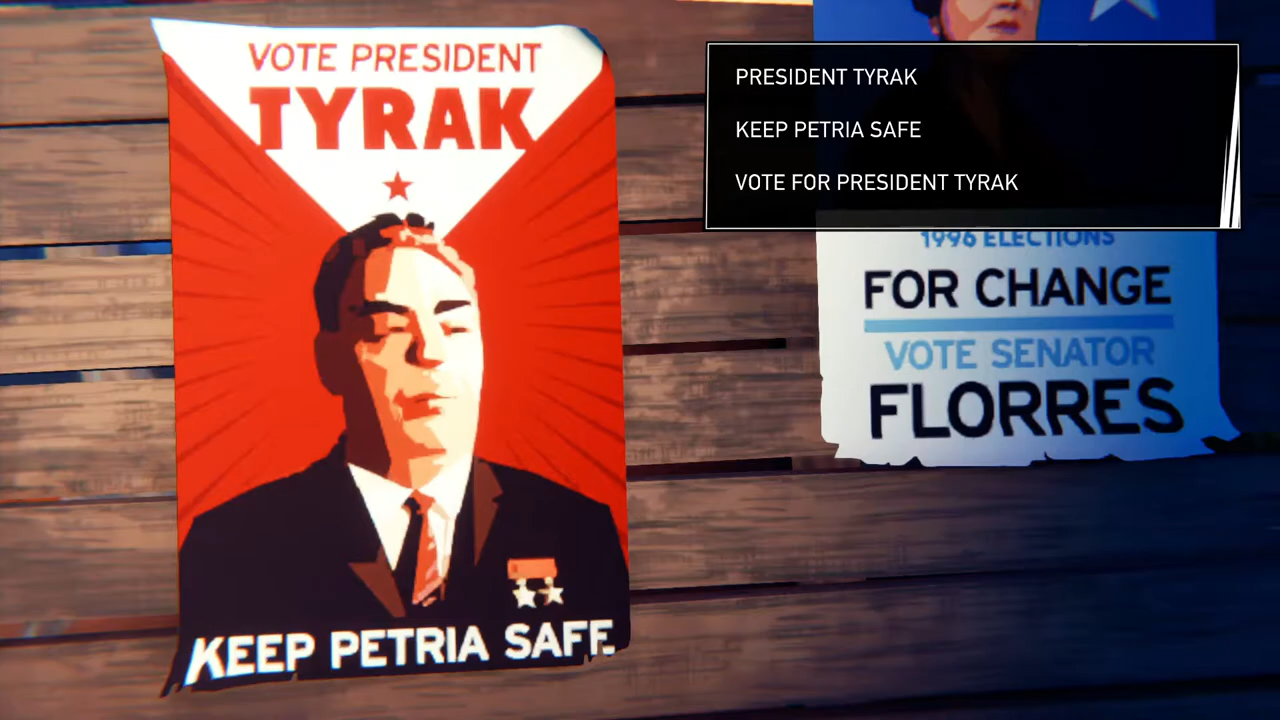 VOTE PRESIDENT
TYRAK
KEEP PETRIA SAFE
PRESIDENT TYRAK
KEEP PETRIA SAFE
VOTE FOR PRESIDENT TYRAK
1996 ELECTIONS
FOR CHANGE
VOTE SENATOR
FLORRES